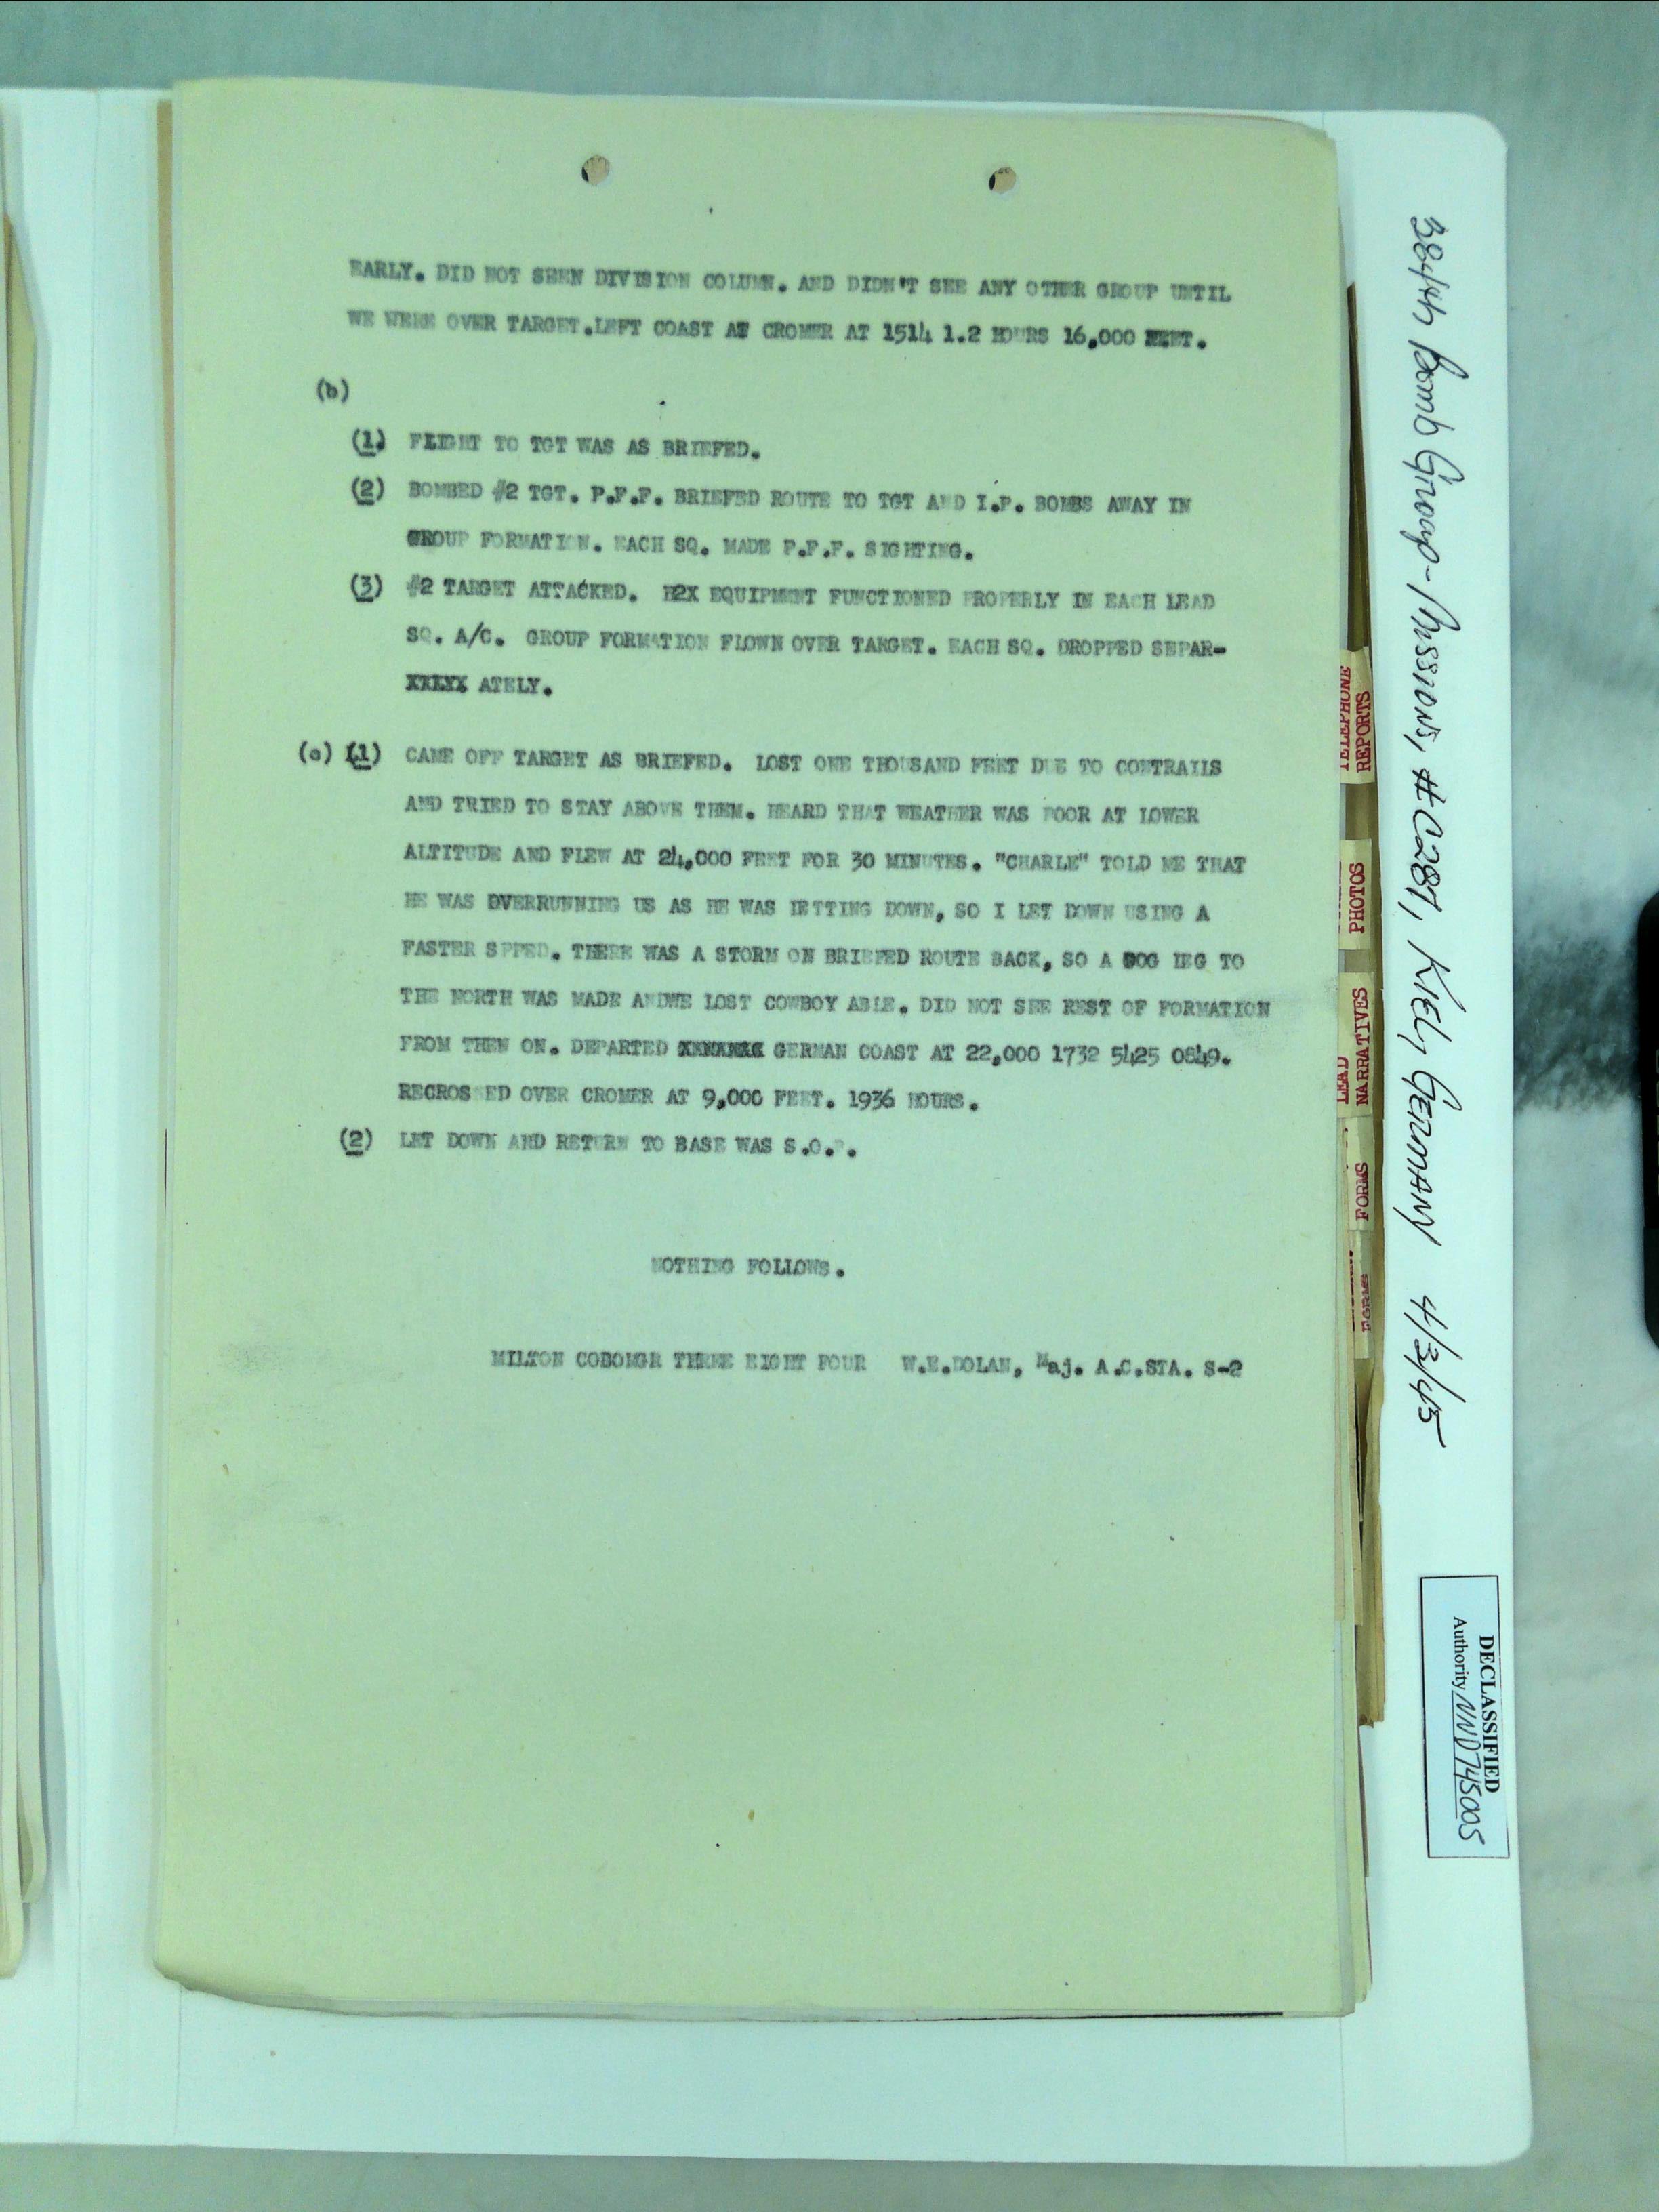 EARLY. DID NOT SEEN DIVISION COLUMN. AND DIDN'T SEE ANY OTHER GROUP UNTIL
WE WERE OVER TARGET.LEFT COAST AT CROMER AT 1514 1.2 HOURS 16,000 FEET.
(b)
(1) FLIGHT TO TGT WAS AS BRIEFED.
(2) BOMBED #2 TGT. P.F.F. BRIEFED ROUTE TO TGT AND I.P. BOMBS AWAY IN
GROUP FORMATION. EACH SQ. MADE P.F.F. SIGHTING.
(3) #2 TARGET ATTACKED. H2X EQUIPMENT FUNCTIONED PROPERLY IN EACH LEAD
SQ. A/C. GROUP FORMATION FLOWN OVER TARGET. EACH SQ. DROPPED SEPAR-
ATELY.
(c) (1) CAME OFF TARGET AS BRIEFED. LOST ONE THOUSAND FEET DUE TO CONTRAILS
AND TRIED TO STAY ABOVE THEM. HEARD THAT WEATHER WAS POOR AT LOWER
ALTITUDE AND FLEW AT 24,000 FEET FOR 30 MINUTES. "CHARLE" TOLD ME THAT
HE WAS OVERRUNNING US AS HE WAS LETTING DOWN, SO I LET DOWN USING A
FASTER SPPED. THERE WAS A STORM ON BRIEFED ROUTE BACK, SO A DOG LEG TO
THE NORTH WAS MADE ANDWE LOST COWBOY ABLE. DID NOT SEE REST OF FORMATION
FROM THEN ON. DEPARTED GERMAN COAST AT 22,000 1732 5425 0849.
RECROSSED OVER CROMER AT 9,000 FEET. 1936 HOURS.
(2) LET DOWN AND RETURN TO BASE WAS S.O.P.
NOTHING FOLLOWS.
MILTON COBOMGR THREE EIGHT FOUR W.E.DOLAN, Maj. A.C.STA. S-2
TELEPHONE
REPORTS
PHOTOS
LEAD
NARRATIVES
FORMS
FORMS
384th Bomb Group - Missions, #C287, KIEL, GERMANY 4/3/45
DECLASSIFIED
Authority NND745005